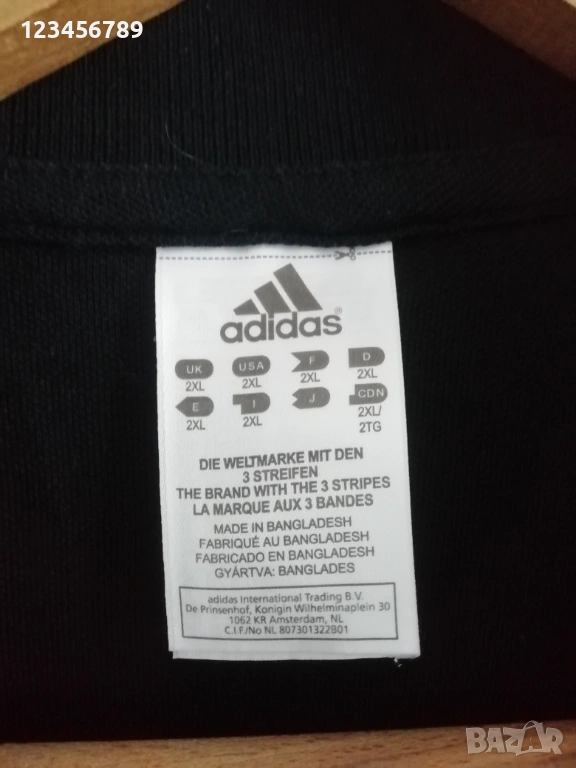 123456789
adidas®
UK USA F D
2XL 2XL 2XL 2XL
E I J CDN
2XL 2XL 2XL/
2TG
DIE WELTMARKE MIT DEN
3 STREIFEN
THE BRAND WITH THE 3 STRIPES
LA MARQUE AUX 3 BANDES
MADE IN BANGLADESH
FABRIQUÉ AU BANGLADESH
FABRICADO EN BANGLADESH
GYÁRTVA: BANGLADES
adidas International Trading B.V.
De Prinsenhof, Konigin Wilhelminaplein 30
1062 KR Amsterdam, NL
C.I.F/No NL 807301322B01
BAZAR